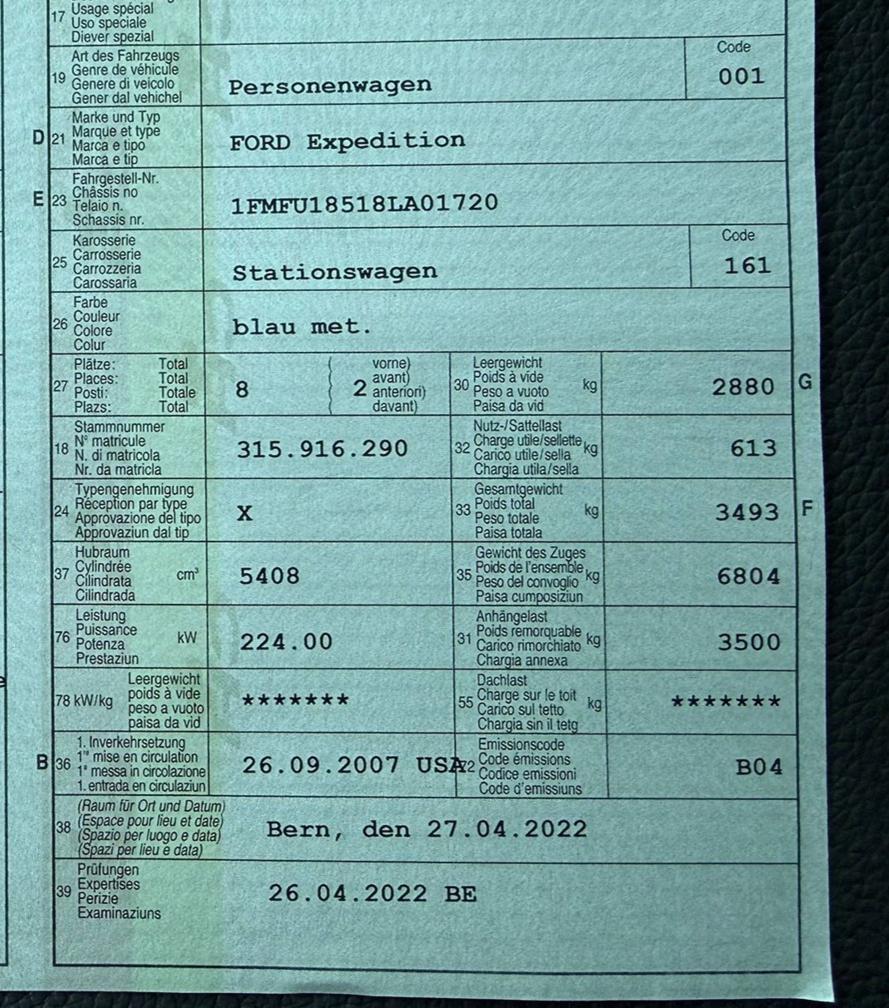 17 Usage spécial
Uso speciale
Diever spezial
19 Art des Fahrzeugs
Genre de véhicule
Genere di veicolo
Gener dal vehichel
Personenwagen
Code
001
D 21 Marke und Typ
Marque et type
Marca e tipo
Marca e tip
FORD Expedition
E 23 Fahrgestell-Nr.
Châssis no
Telaio n.
Schassis nr.
1FMFU18518LA01720
25 Karosserie
Carrosserie
Carrozzeria
Carossaria
Stationswagen
Code
161
26 Farbe
Couleur
Colore
Colur
blau met.
27 Plätze: Total
Places: Total
Posti: Totale
Plazs: Total
8
( vorne)
2 avant)
anteriori)
( davant)
30 Leergewicht
Poids à vide kg
Peso a vuoto
Paisa da vid
2880 G
18 Stammnummer
N° matricule
N. di matricola
Nr. da matricla
315.916.290
32 Nutz-/Sattellast
Charge utile/sellette kg
Carico utile/sella
Chargia utila/sella
613
24 Typengenehmigung
Réception par type
Approvazione del tipo
Approvaziun dal tip
X
33 Gesamtgewicht
Poids total kg
Peso totale
Paisa totala
3493 F
37 Hubraum
Cylindrée cm³
Cilindrata
Cilindrada
5408
35 Gewicht des Zuges
Poids de l'ensemble kg
Peso del convoglio
Paisa cumposiziun
6804
76 Leistung
Puissance kW
Potenza
Prestaziun
224.00
31 Anhängelast
Poids remorquable kg
Carico rimorchiato
Chargia annexa
3500
78 kW/kg Leergewicht
poids à vide
peso a vuoto
paisa da vid
*******
55 Dachlast
Charge sur le toit kg
Carico sul tetto
Chargia sin il tetg
*******
B 36 1. Inverkehrsetzung
1re mise en circulation
1a messa in circolazione
1. entrada en circulaziun
26.09.2007 USA
72 Emissionscode
Code émissions
Codice emissioni
Code d'emissiuns
B04
38 (Raum für Ort und Datum)
(Espace pour lieu et date)
(Spazio per luogo e data)
(Spazi per lieu e data)
Bern, den 27.04.2022
39 Prüfungen
Expertises
Perizie
Examinaziuns
26.04.2022 BE